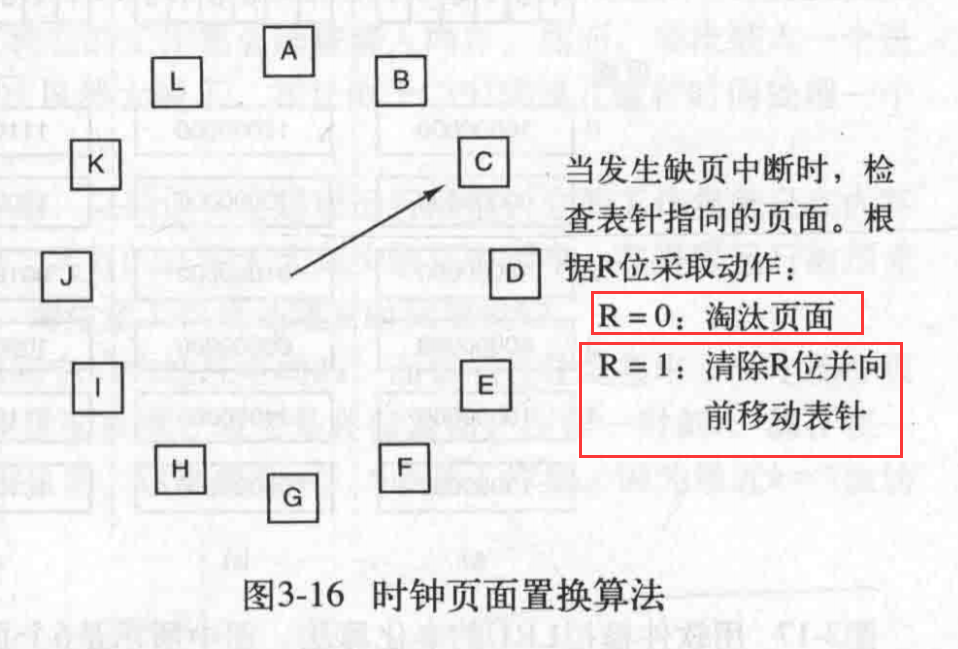 A
B
C
D
E
F
G
H
I
J
K
L
当发生缺页中断时，检
查表针指向的页面。根
据R位采取动作：
R = 0：淘汰页面
R = 1：清除R位并向
前移动表针
图3-16 时钟页面置换算法